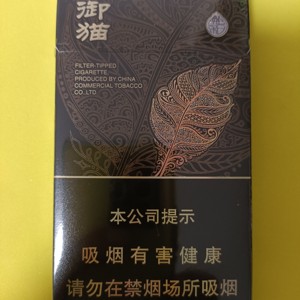 御猫
FILTER-TIPPED
CIGARETTE
PRODUCED BY CHINA
COMMERCIAL TOBACCO
CO.,LTD
本公司提示
吸烟有害健康
请勿在禁烟场所吸烟